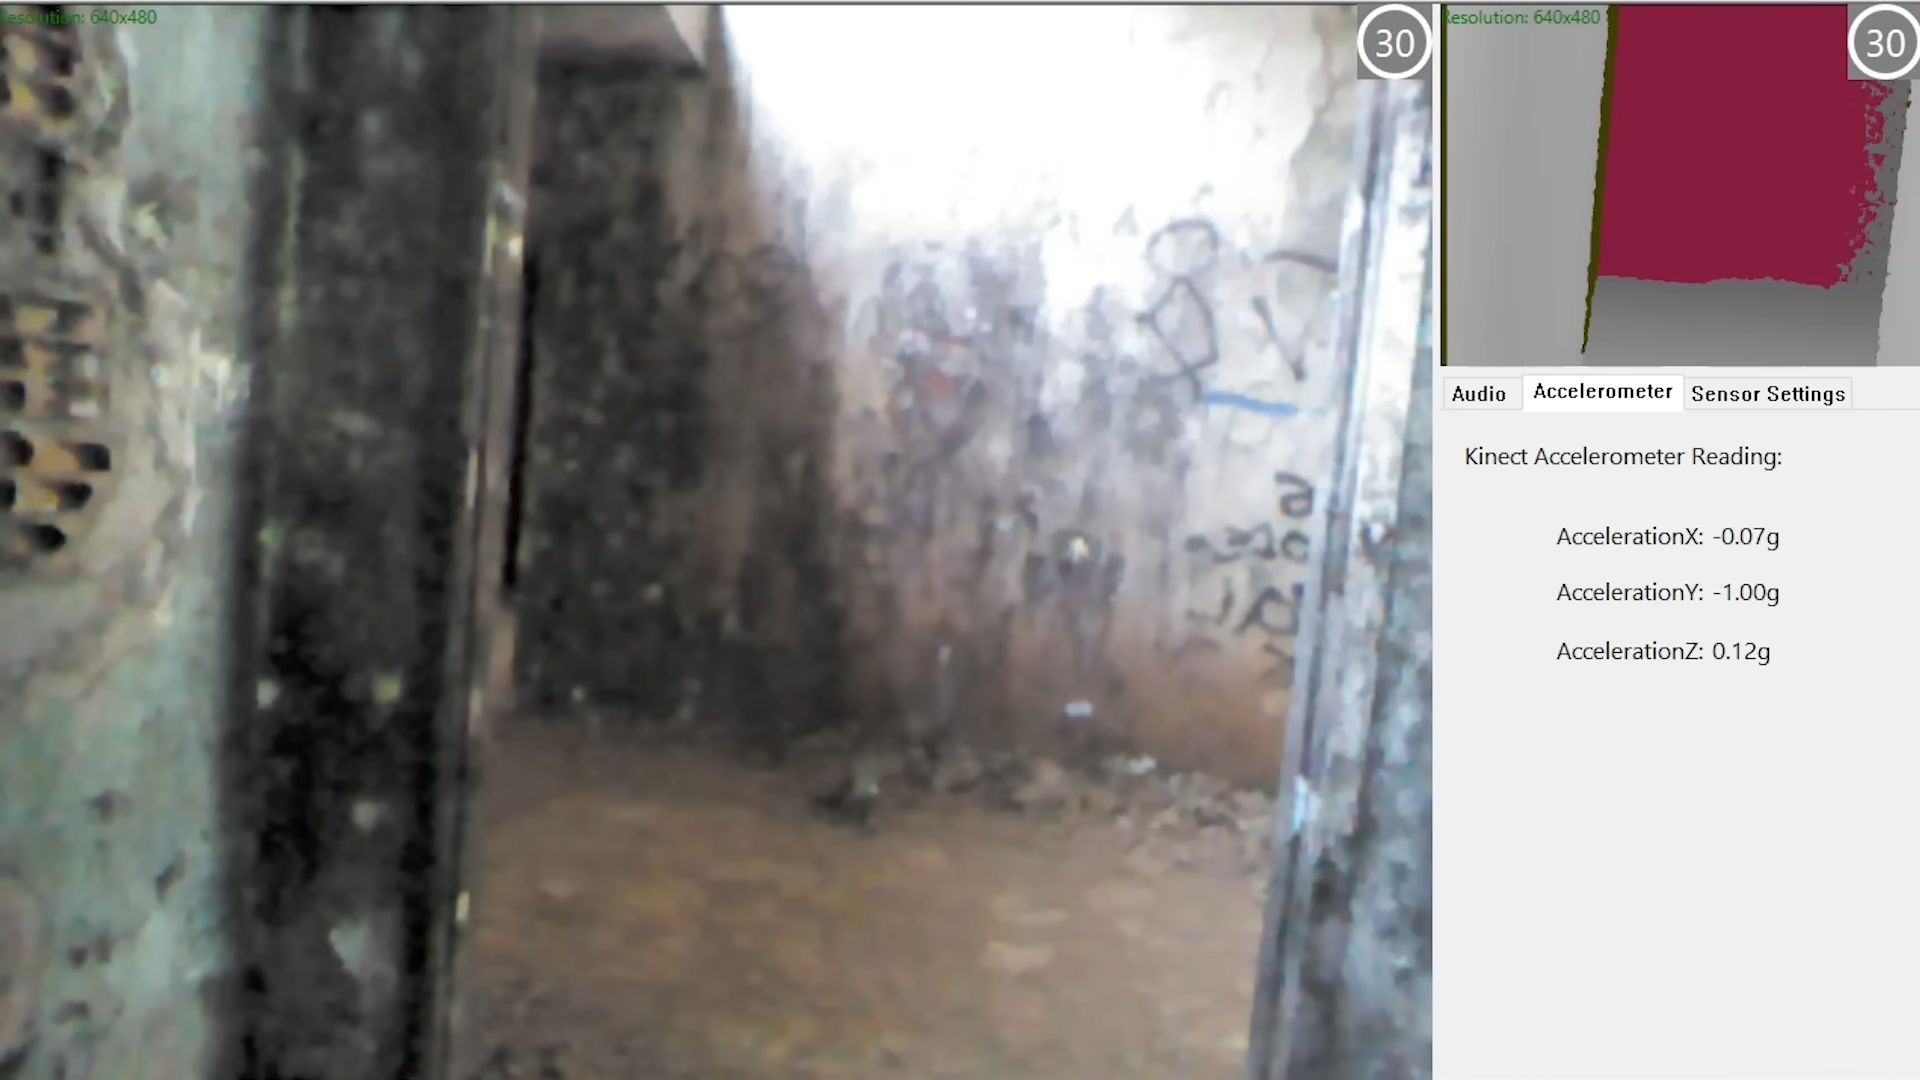 Resolution: 640x480
30
Resolution: 640x480
30
Audio
Accelerometer
Sensor Settings
Kinect Accelerometer Reading:
AccelerationX: -0.07g
AccelerationY: -1.00g
AccelerationZ: 0.12g